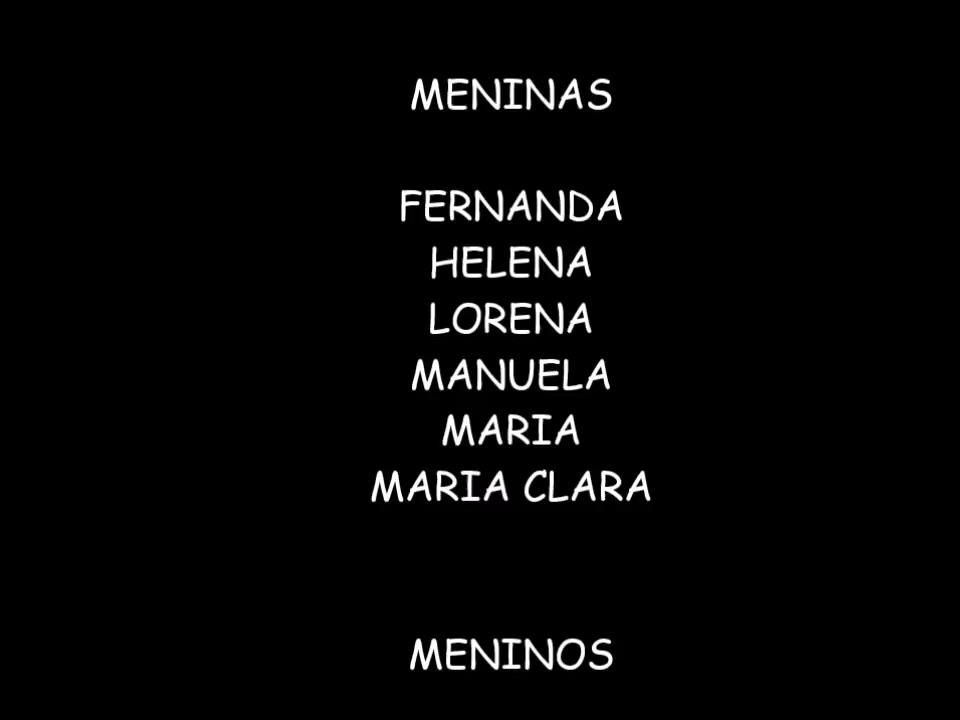 MENINAS
FERNANDA
HELENA
LORENA
MANUELA
MARIA
MARIA CLARA
MENINOS